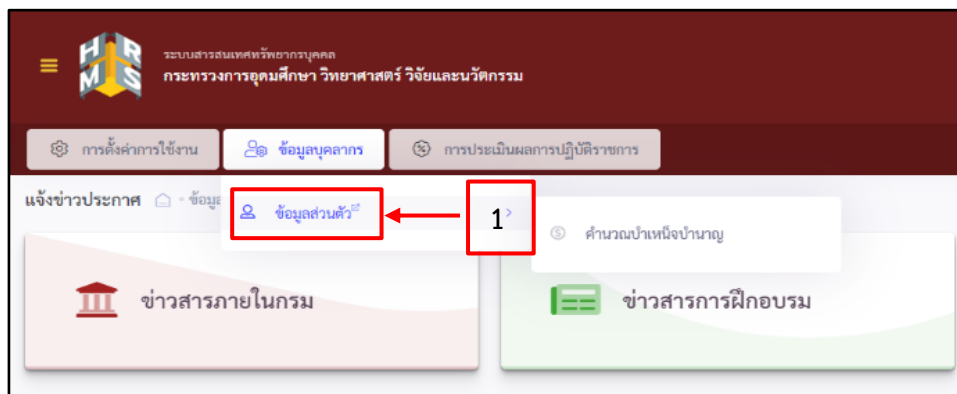 HR
MS
ระบบสารสนเทศทรัพยากรบุคคล
กระทรวงการอุดมศึกษา วิทยาศาสตร์ วิจัยและนวัตกรรม
การตั้งค่าการใช้งาน ข้อมูลบุคลากร การประเมินผลการปฏิบัติราชการ
แจ้งข่าวประกาศ - ข้อมูล
ข้อมูลส่วนตัว 1 >
คำนวณบำเหน็จบำนาญ
ข่าวสารภายในกรม ข่าวสารการฝึกอบรม